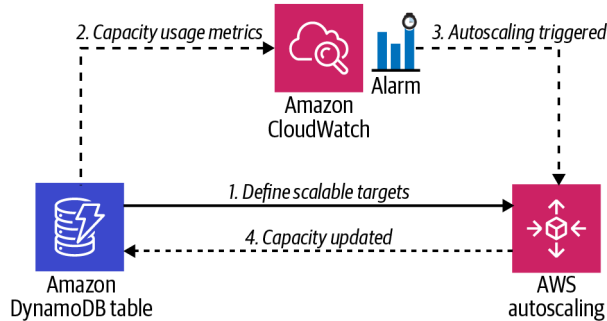 2. Capacity usage metrics
3. Autoscaling triggered
Alarm
Amazon
CloudWatch
1. Define scalable targets
4. Capacity updated
Amazon
DynamoDB table
AWS
autoscaling